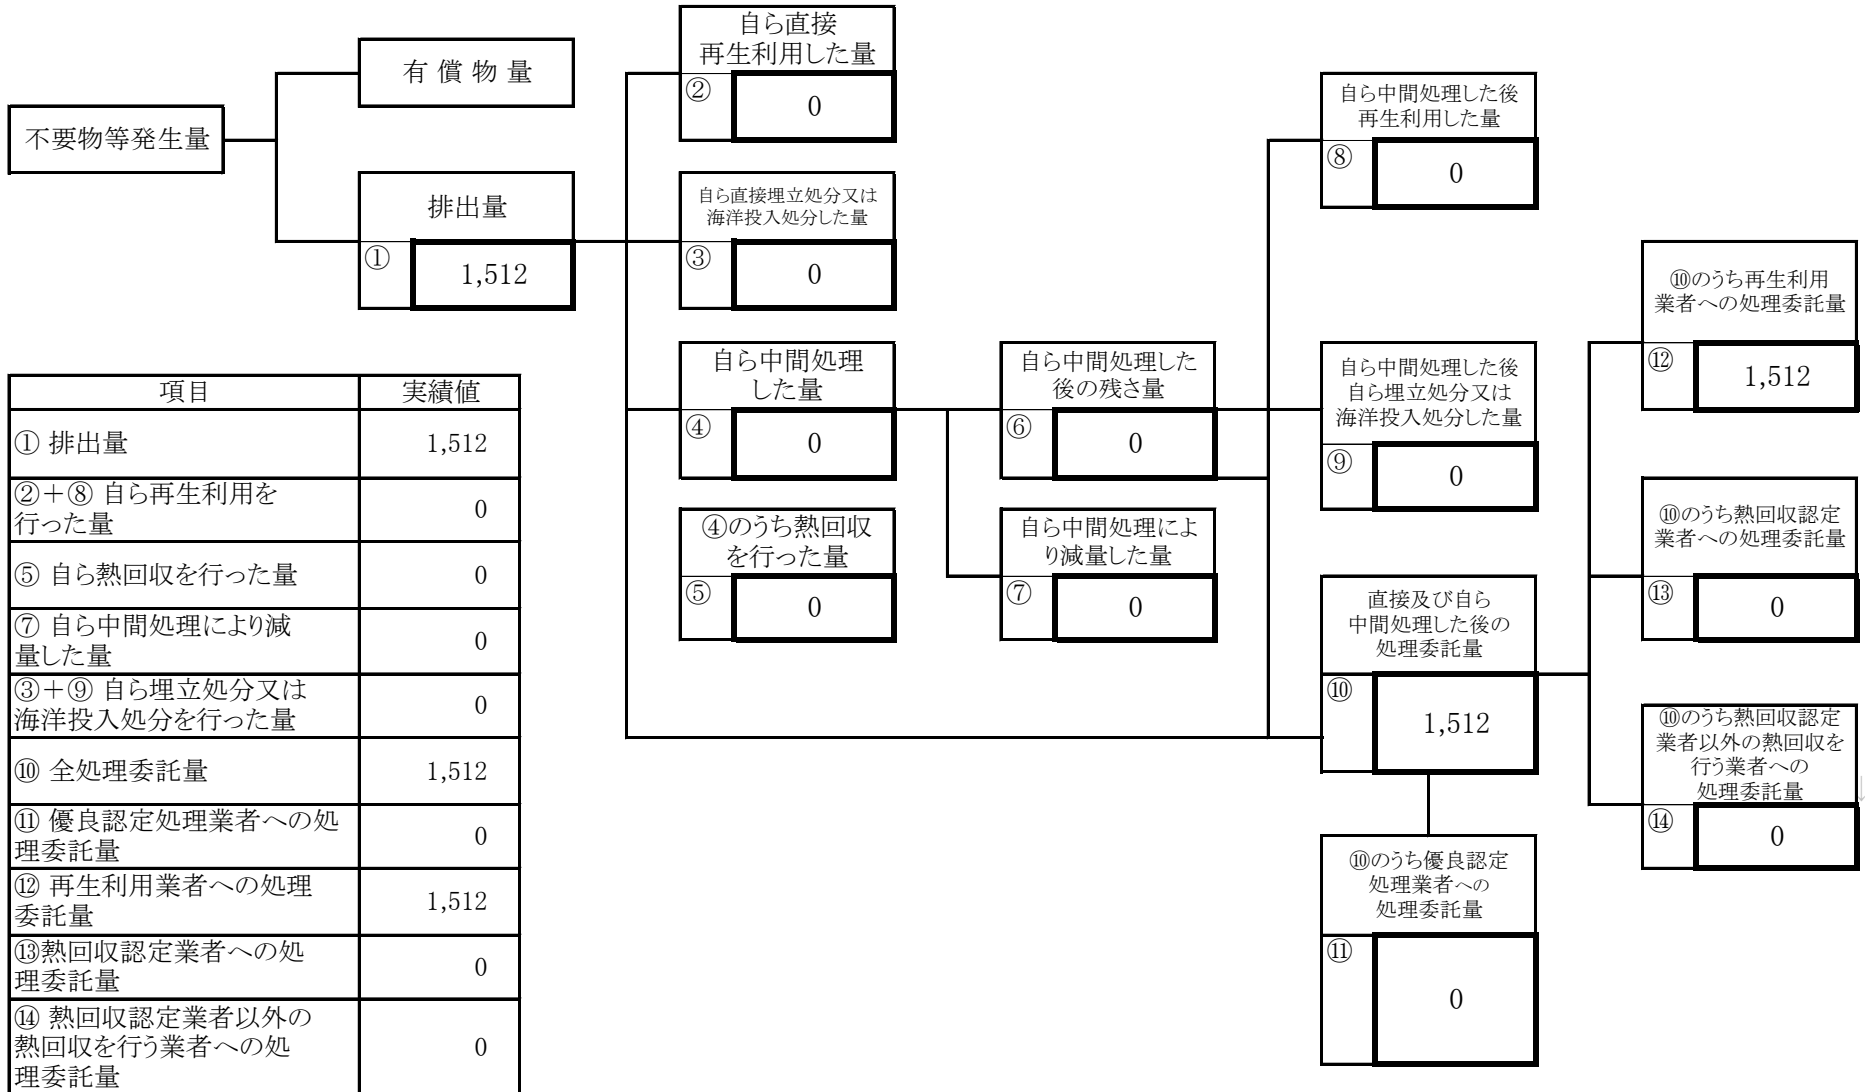 不要物等発生量
有 償 物 量
排出量
①
1,512
自ら直接
再生利用した量
②
0
自ら直接埋立処分又は
海洋投入処分した量
③
0
自ら中間処理
した量
④
0
④のうち熱回収
を行った量
⑤
0
自ら中間処理した
後の残さ量
⑥
0
自ら中間処理によ
り減量した量
⑦
0
自ら中間処理した後
再生利用した量
⑧
0
自ら中間処理した後
自ら埋立処分又は
海洋投入処分した量
⑨
0
直接及び自ら
中間処理した後の
処理委託量
⑩
1,512
⑩のうち優良認定
処理業者への
処理委託量
⑪
0
⑩のうち再生利用
業者への処理委託量
⑫
1,512
⑩のうち熱回収認定
業者への処理委託量
⑬
0
⑩のうち熱回収認定
業者以外の熱回収を
行う業者への
処理委託量
⑭
0
項目 実績値
① 排出量 1,512
②＋⑧ 自ら再生利用を
行った量 0
⑤ 自ら熱回収を行った量 0
⑦ 自ら中間処理により減
量した量 0
③＋⑨ 自ら埋立処分又は
海洋投入処分を行った量 0
⑩ 全処理委託量 1,512
⑪ 優良認定処理業者への処
理委託量 0
⑫ 再生利用業者への処理
委託量 1,512
⑬熱回収認定業者への処
理委託量 0
⑭ 熱回収認定業者以外の
熱回収を行う業者への処
理委託量 0